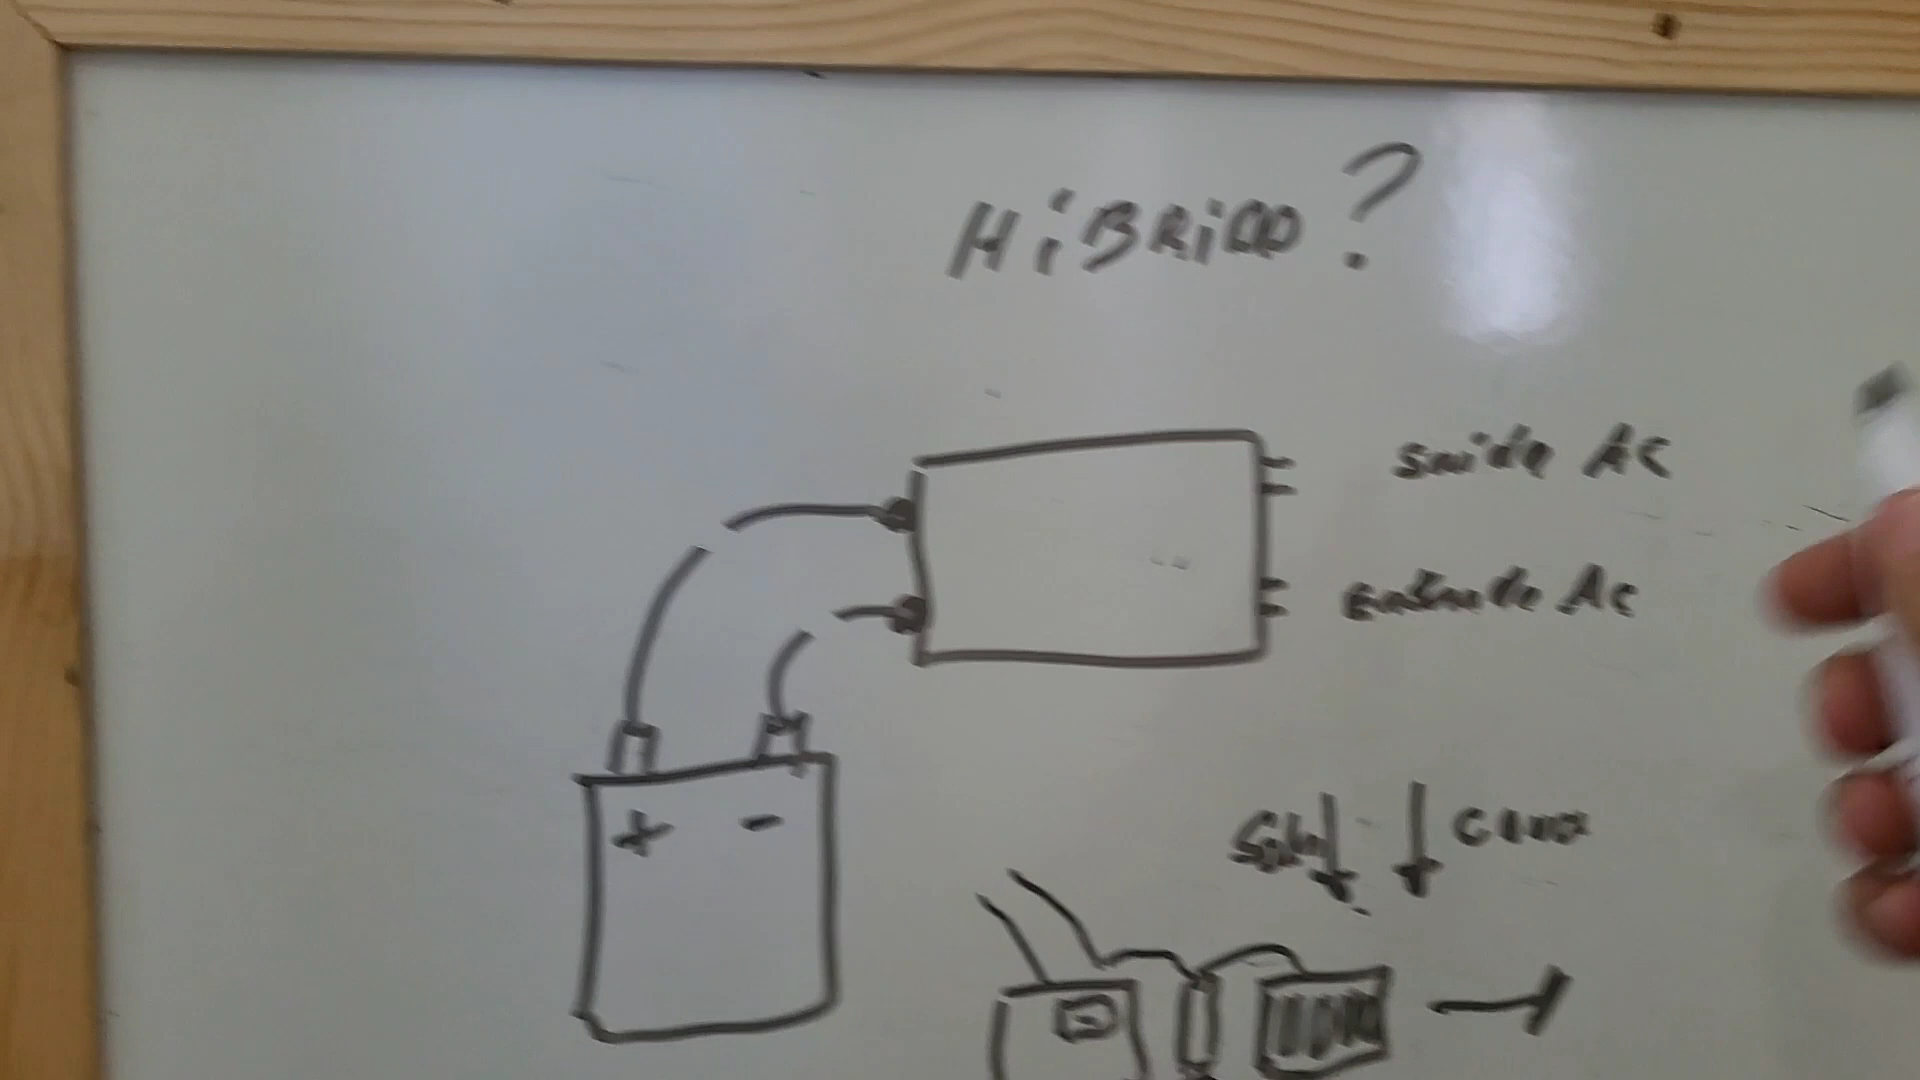 HiBRiDO?
Saida AC
Entrada AC
+ -